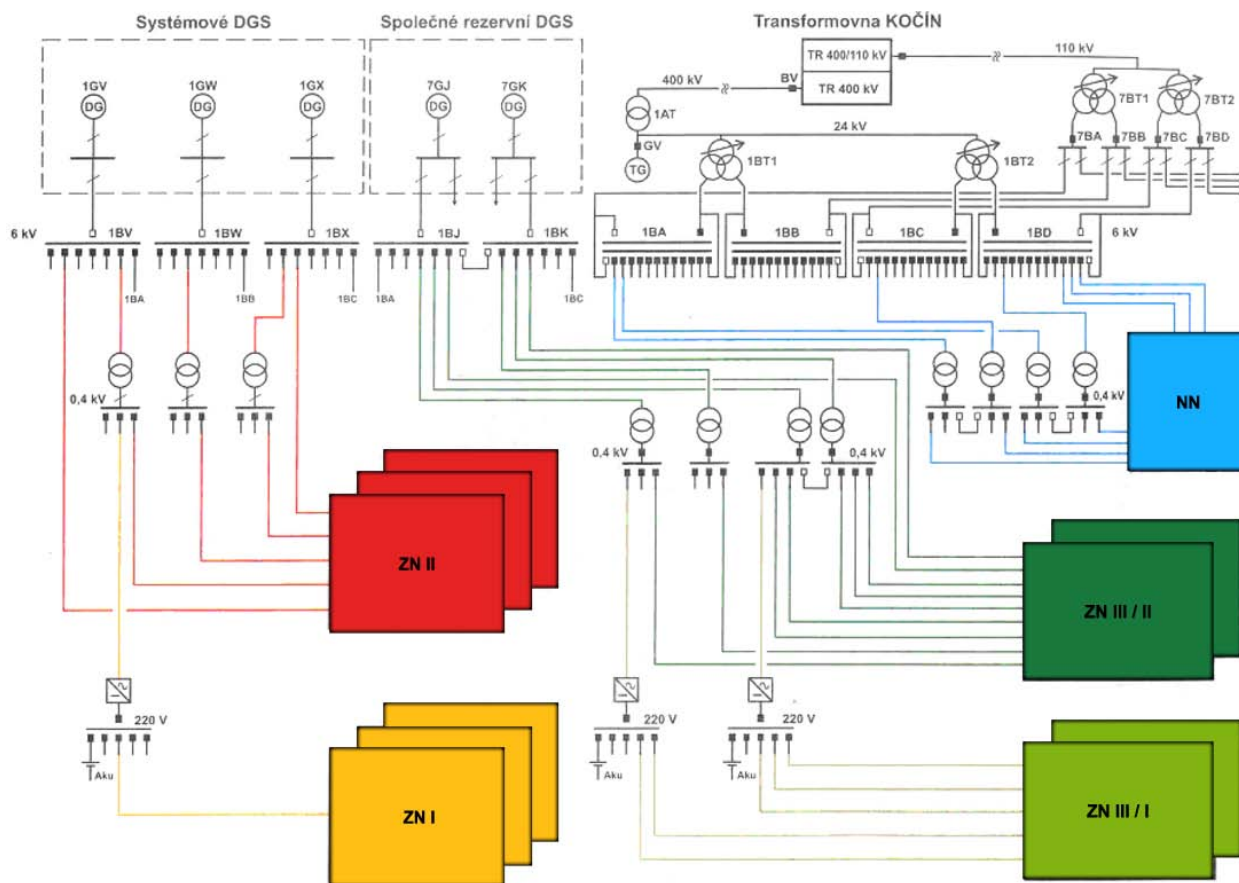 Systémové DGS
Společné rezervní DGS
Transformovna KOČÍN
1GV
1GW
1GX
7GJ
7GK
DG
DG
DG
DG
DG
TR 400/110 kV
TR 400 kV
110 kV
400 kV
BV
1AT
24 kV
GV
TG
1BT1
1BT2
7BT1
7BT2
7BA
7BB
7BC
7BD
6 kV
1BV
1BW
1BX
1BJ
1BK
1BA
1BB
1BC
1BD
6 kV
1BA
1BB
1BC
1BA
1BC
0,4 kV
0,4 kV
0,4 kV
0,4 kV
NN
ZN II
ZN III / II
220 V
Aku
220 V
Aku
220 V
Aku
ZN I
ZN III / I